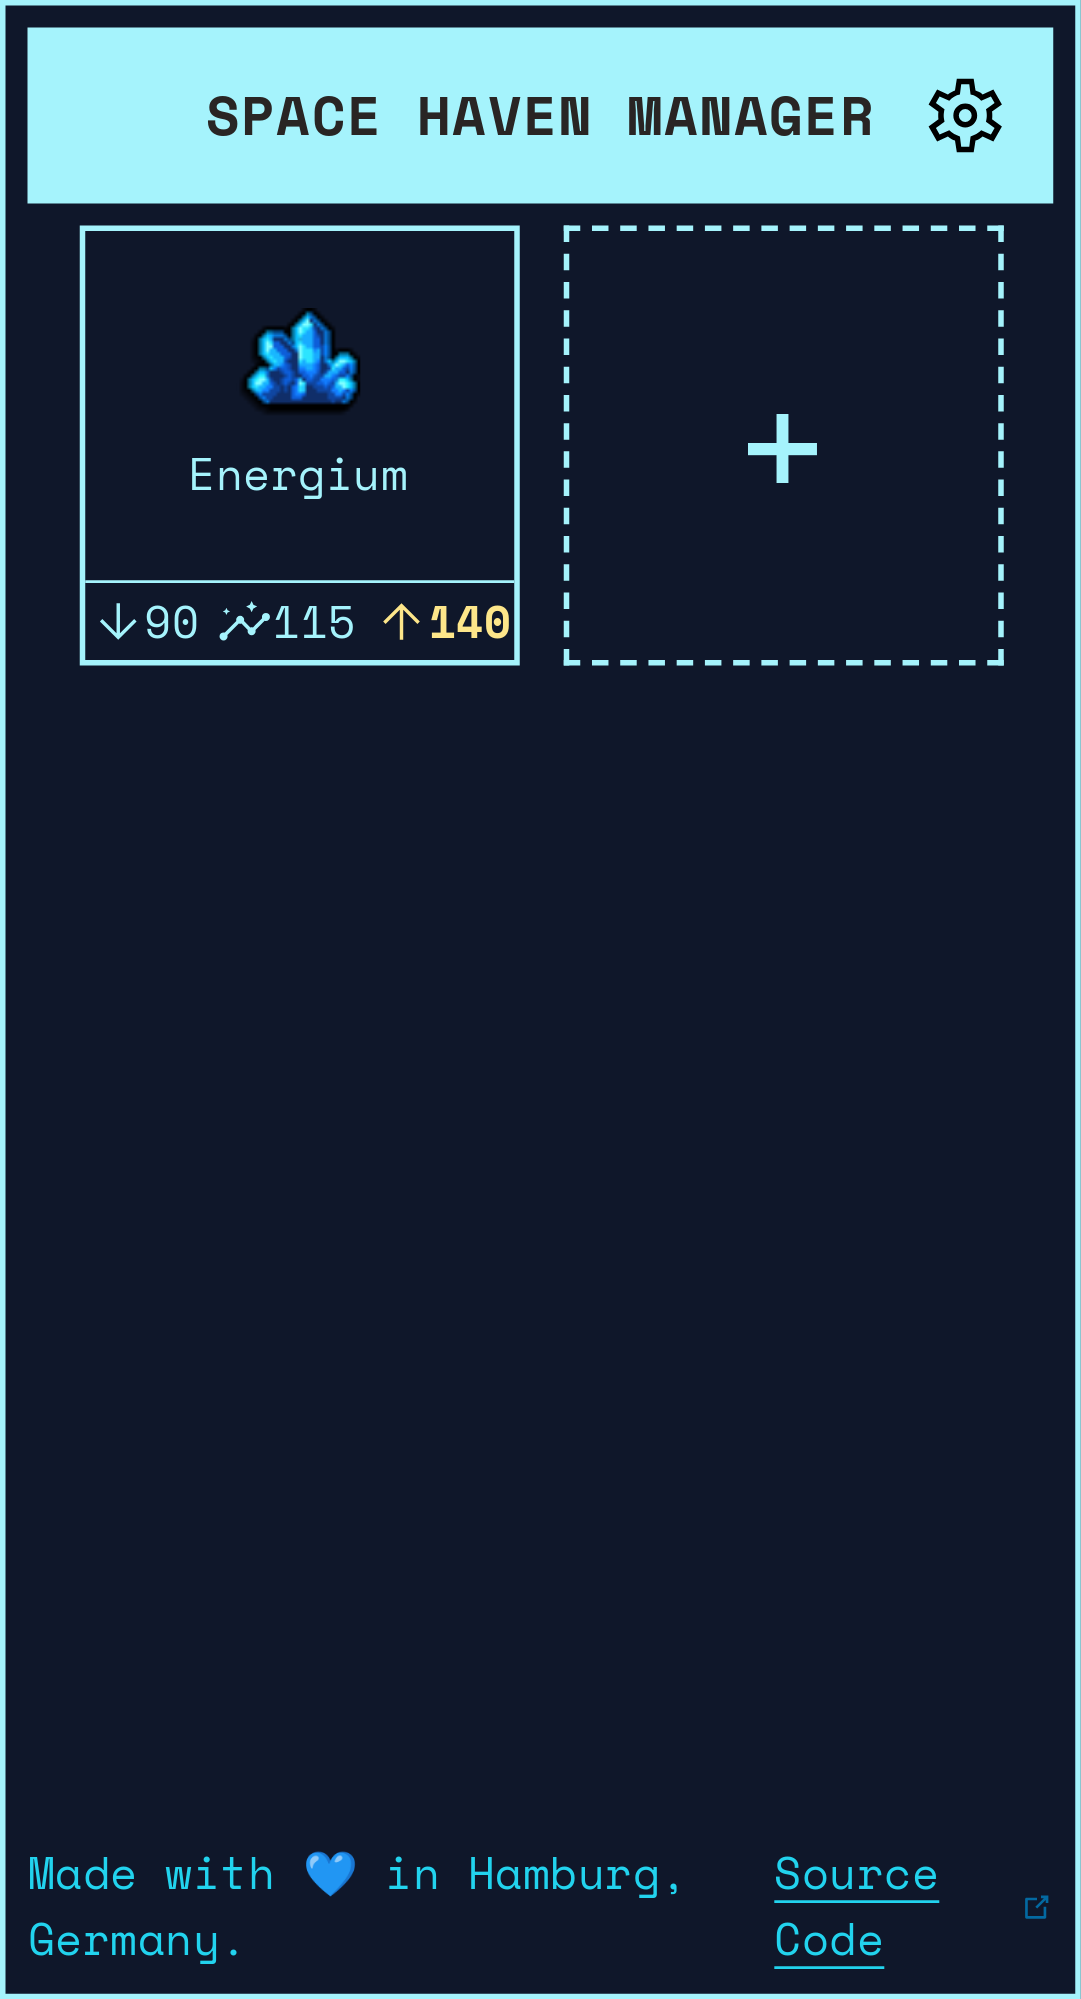 SPACE HAVEN MANAGER
Energium
90 115 140
Made with 💙 in Hamburg, Germany.
Source Code